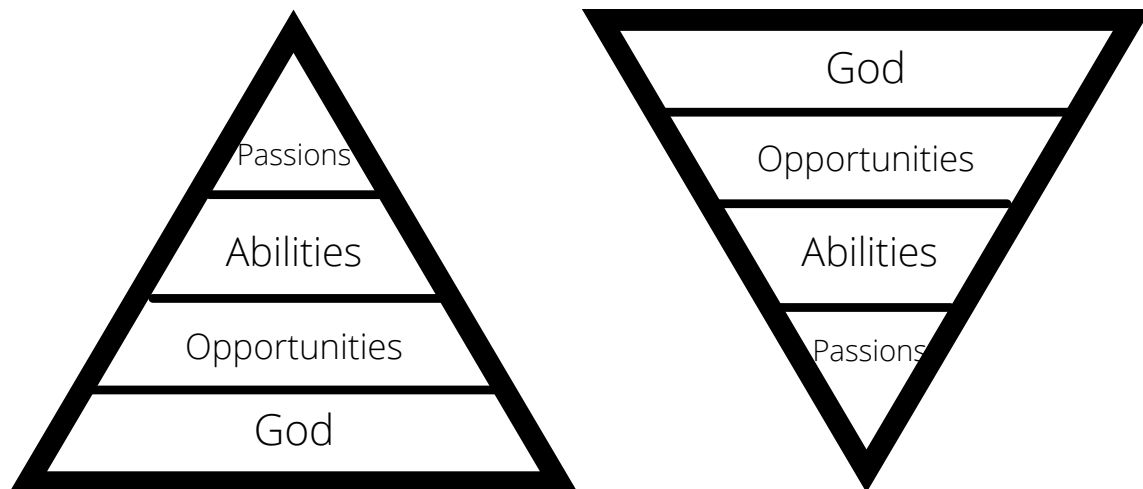 Passions
Abilities
Opportunities
God
God
Opportunities
Abilities
Passions